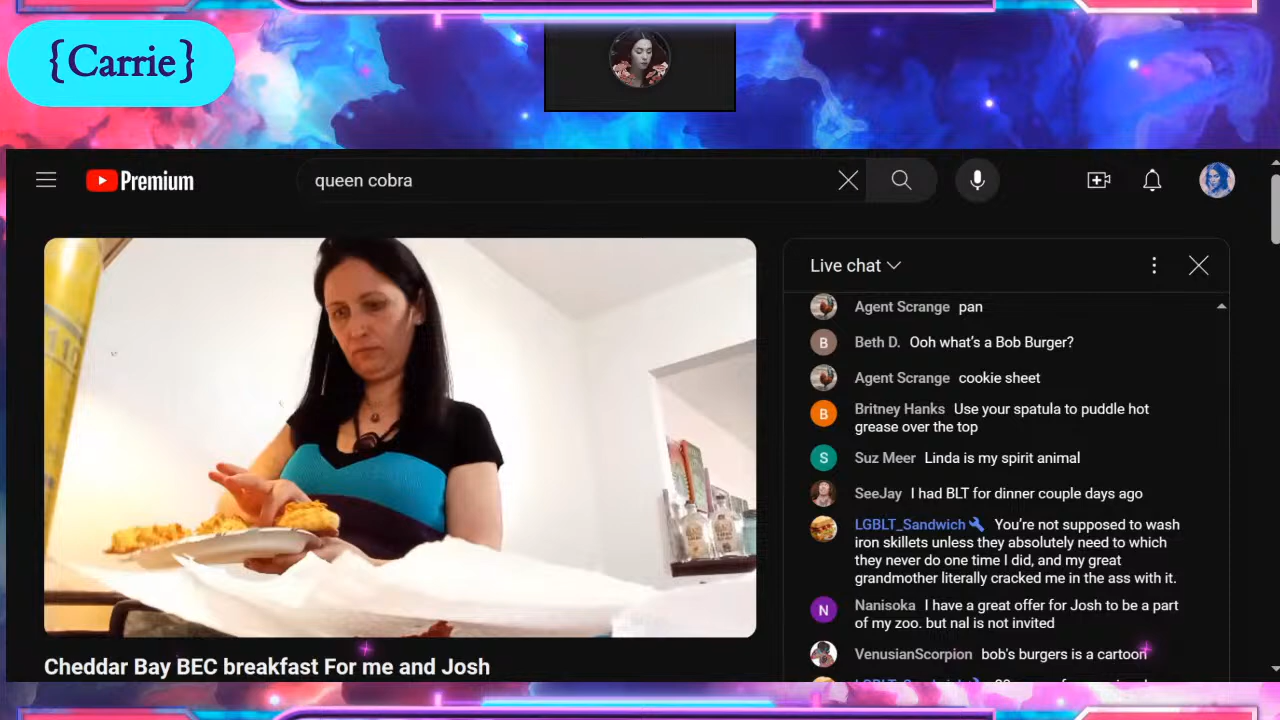 {Carrie}
Premium
queen cobra
Live chat
Agent Scrange pan
Beth D. Ooh what's a Bob Burger?
Agent Scrange cookie sheet
B
Britney Hanks Use your spatula to puddle hot
grease over the top
S
Suz Meer Linda is my spirit animal
SeeJay I had BLT for dinner couple days ago
LGBLT_Sandwich You're not supposed to wash
iron skillets unless they absolutely need to which
they never do one time I did, and my great
grandmother literally cracked me in the ass with it.
N
Nanisoka I have a great offer for Josh to be a part
of my zoo. but nal is not invited
VenusianScorpion bob's burgers is a cartoon
Cheddar Bay BEC breakfast For me and Josh